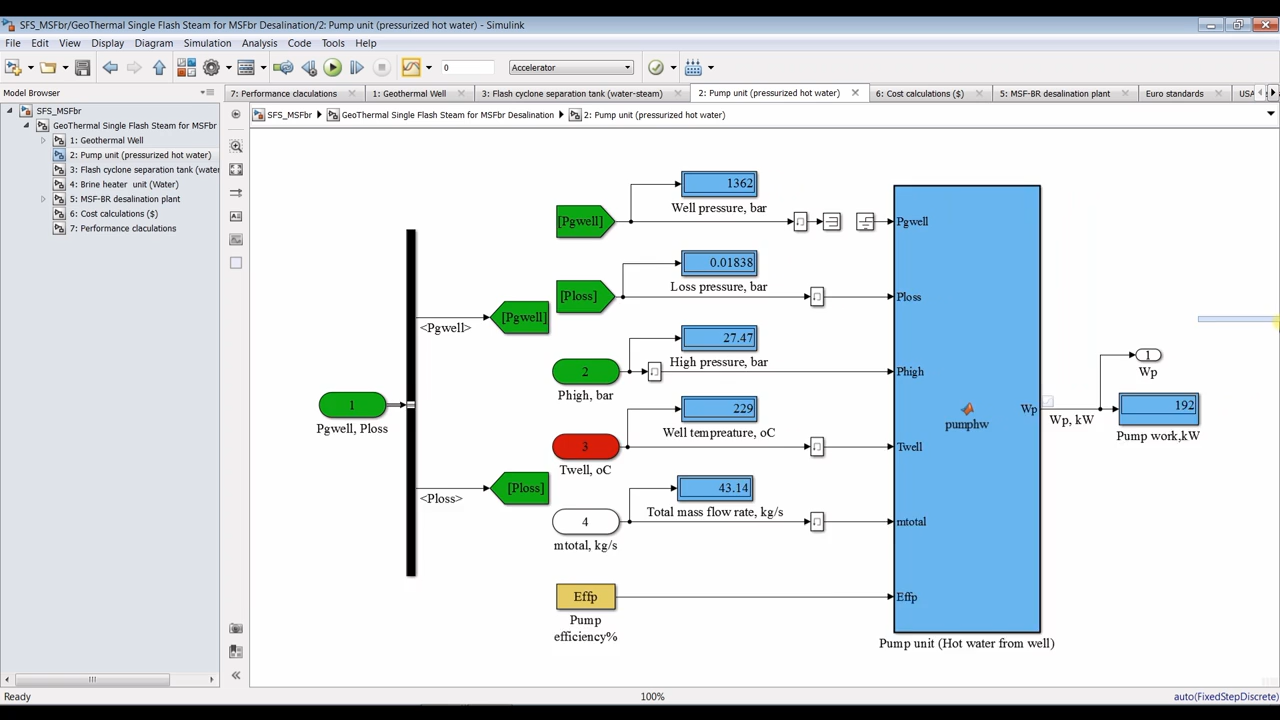 SFS_MSFbr/GeoThermal Single Flash Steam for MSFbr Desalination/2: Pump unit (pressurized hot water) - Simulink
File Edit View Display Diagram Simulation Analysis Code Tools Help
0 Accelerator
Model Browser
7: Performance claculations 1: Geothermal Well 3: Flash cyclone separation tank (water-steam) 2: Pump unit (pressurized hot water) 6: Cost calculations ($) 5: MSF-BR desalination plant Euro standards USA
SFS_MSFbr GeoThermal Single Flash Steam for MSFbr Desalination 2: Pump unit (pressurized hot water)
SFS_MSFbr
GeoThermal Single Flash Steam for MSFbr
1: Geothermal Well
2: Pump unit (pressurized hot water)
3: Flash cyclone separation tank (water
4: Brine heater unit (Water)
5: MSF-BR desalination plant
6: Cost calculations ($)
7: Performance claculations
1362
Well pressure, bar
[Pgwell]
Pgwell
0.01838
Loss pressure, bar
[Ploss]
Ploss
[Pgwell]
<Pgwell>
27.47
High pressure, bar
2
Phigh, bar
Phigh
1
Pgwell, Ploss
229
Well tempreature, oC
3
Twell, oC
Twell
[Ploss]
<Ploss>
43.14
Total mass flow rate, kg/s
4
mtotal, kg/s
mtotal
Effp
Pump
efficiency%
Effp
pumphw
Wp
Wp, kW
1
Wp
192
Pump work,kW
Pump unit (Hot water from well)
Ready 100% auto(FixedStepDiscrete)